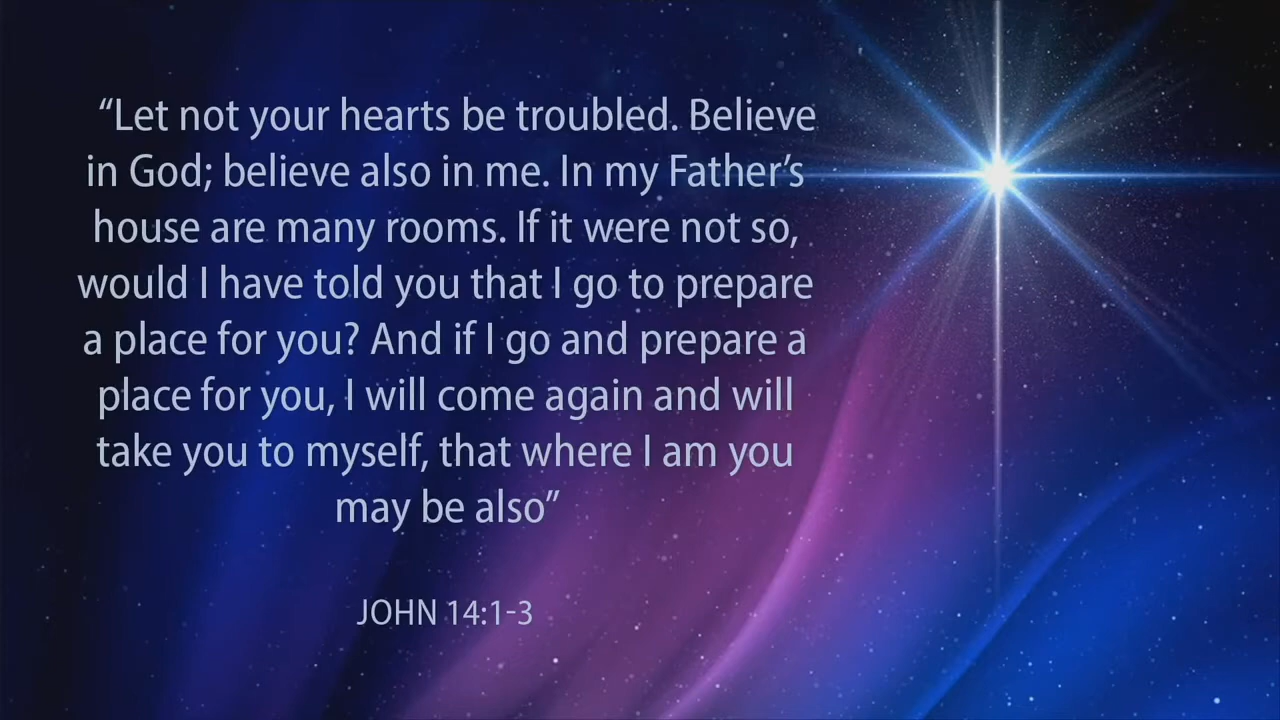 “Let not your hearts be troubled. Believe
in God; believe also in me. In my Father’s
house are many rooms. If it were not so,
would I have told you that I go to prepare
a place for you? And if I go and prepare a
place for you, I will come again and will
take you to myself, that where I am you
may be also”
JOHN 14:1-3